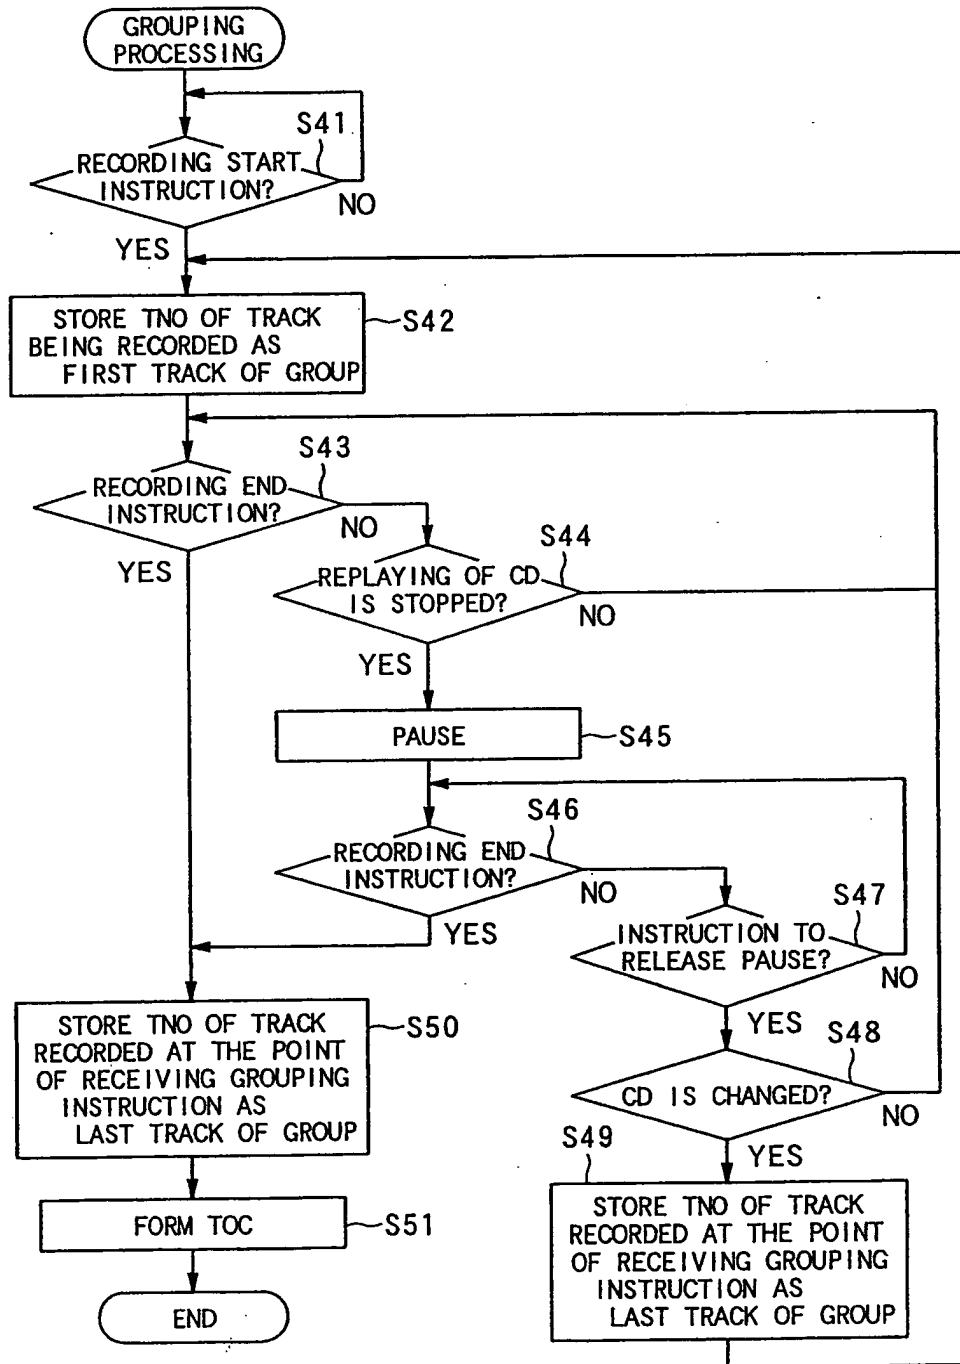 GROUPING
PROCESSING
S41
RECORDING START
INSTRUCTION?
NO
YES
STORE TNO OF TRACK
BEING RECORDED AS
FIRST TRACK OF GROUP
S42
S43
RECORDING END
INSTRUCTION?
NO
YES
S44
REPLAYING OF CD
IS STOPPED?
NO
YES
PAUSE
S45
S46
RECORDING END
INSTRUCTION?
NO
YES
S47
INSTRUCTION TO
RELEASE PAUSE?
NO
YES
S48
CD IS CHANGED?
NO
YES
S49
STORE TNO OF TRACK
RECORDED AT THE POINT
OF RECEIVING GROUPING
INSTRUCTION AS
LAST TRACK OF GROUP
STORE TNO OF TRACK
RECORDED AT THE POINT
OF RECEIVING GROUPING
INSTRUCTION AS
LAST TRACK OF GROUP
S50
FORM TOC
S51
END